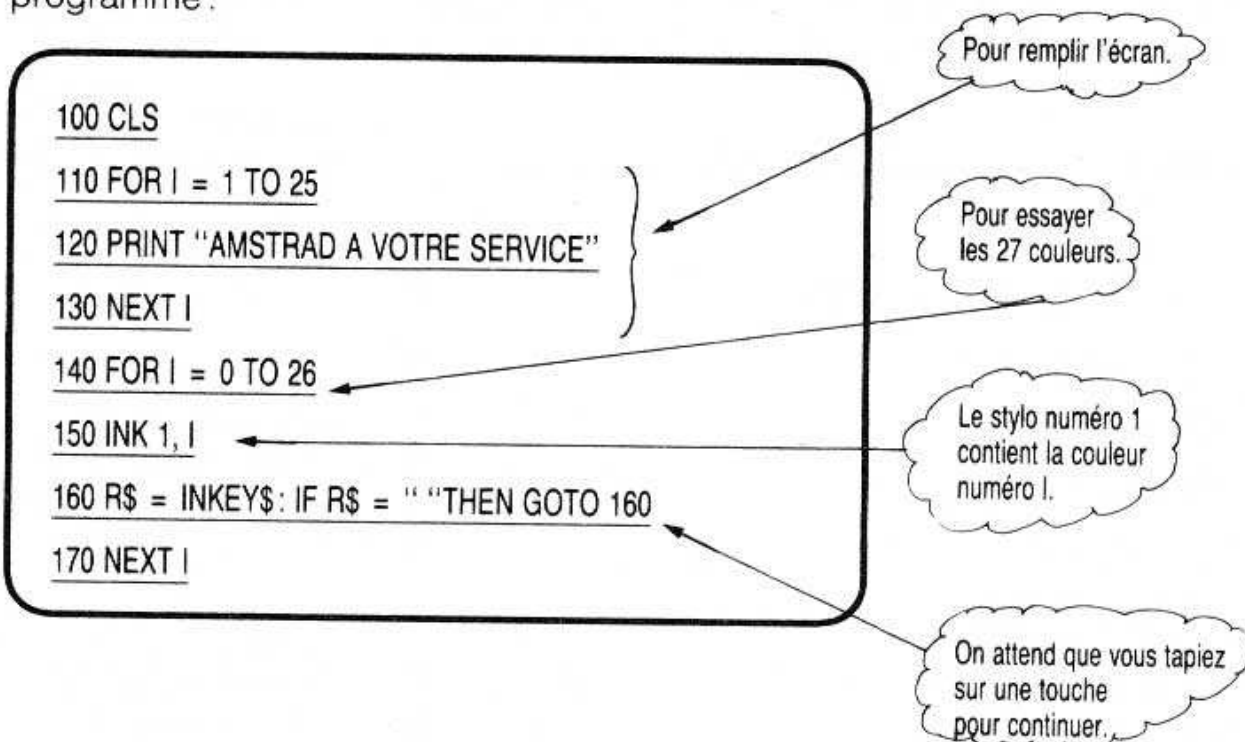 programme :
100 CLS
110 FOR I = 1 TO 25
120 PRINT “AMSTRAD A VOTRE SERVICE”
130 NEXT I
140 FOR I = 0 TO 26
150 INK 1, I
160 R$ = INKEY$: IF R$ = “ “THEN GOTO 160
170 NEXT I
Pour remplir l'écran.
Pour essayer
les 27 couleurs.
Le stylo numéro 1
contient la couleur
numéro I.
On attend que vous tapiez
sur une touche
pour continuer.